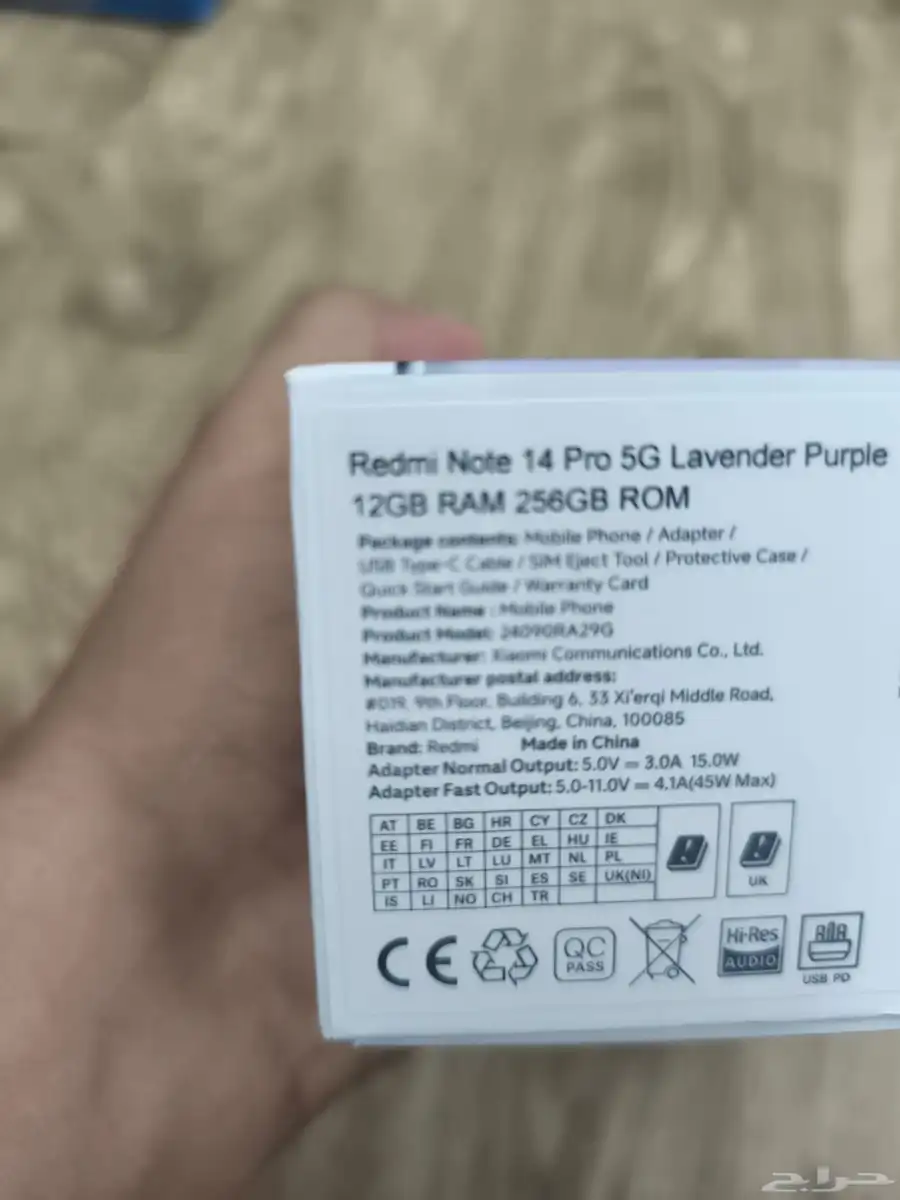 Redmi Note 14 Pro 5G Lavender Purple
12GB RAM 256GB ROM
Package contents: Mobile Phone / Adapter /
USB Type-C Cable / SIM Eject Tool / Protective Case /
Quick Start Guide / Warranty Card
Product Name : Mobile Phone
Product Model: 24090RA29G
Manufacturer: Xiaomi Communications Co., Ltd.
Manufacturer postal address:
#019, 9th Floor, Building 6, 33 Xi'erqi Middle Road,
Haidian District, Beijing, China, 100085
Brand: Redmi Made in China
Adapter Normal Output: 5.0V ⎓ 3.0A 15.0W
Adapter Fast Output: 5.0-11.0V ⎓ 4.1A(45W Max)
AT BE BG HR CY CZ DK
EE FI FR DE EL HU IE
IT LV LT LU MT NL PL
PT RO SK SI ES SE UK(NI)
IS LI NO CH TR
UK
CE
QC
PASS
Hi-Res
AUDIO
USB PD
حراج